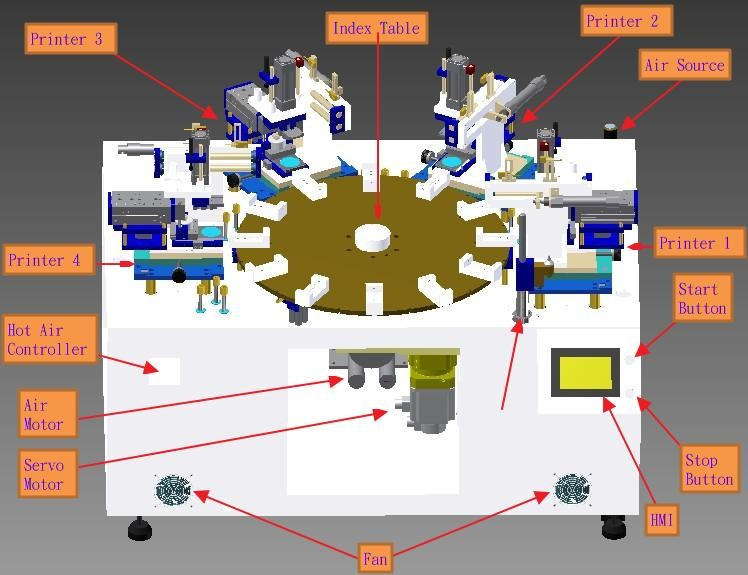 Printer 3
Index Table
Printer 2
Air Source
Printer 4
Printer 1
Start
Button
Hot Air
Controller
Air
Motor
Servo
Motor
Stop
Button
HMI
Fan